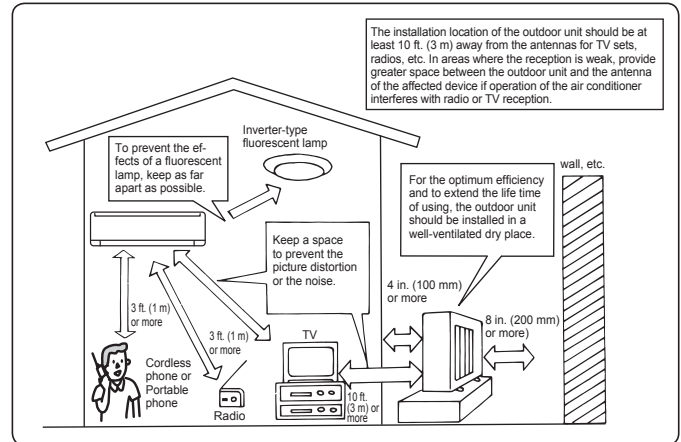 The installation location of the outdoor unit should be at
least 10 ft. (3 m) away from the antennas for TV sets,
radios, etc. In areas where the reception is weak, provide
greater space between the outdoor unit and the antenna
of the affected device if operation of the air conditioner
interferes with radio or TV reception.
Inverter-type
fluorescent lamp
To prevent the ef-
fects of a fluorescent
lamp, keep as far
apart as possible.
wall, etc.
For the optimum efficiency
and to extend the life time
of using, the outdoor unit
should be installed in a
well-ventilated dry place.
Keep a space
to prevent the
picture distortion
or the noise.
4 in. (100 mm)
or more
3 ft. (1 m)
or more
3 ft. (1 m)
or more
TV
8 in. (200 mm)
or more)
Cordless
phone or
Portable
phone
Radio
10 ft.
(3 m) or
more